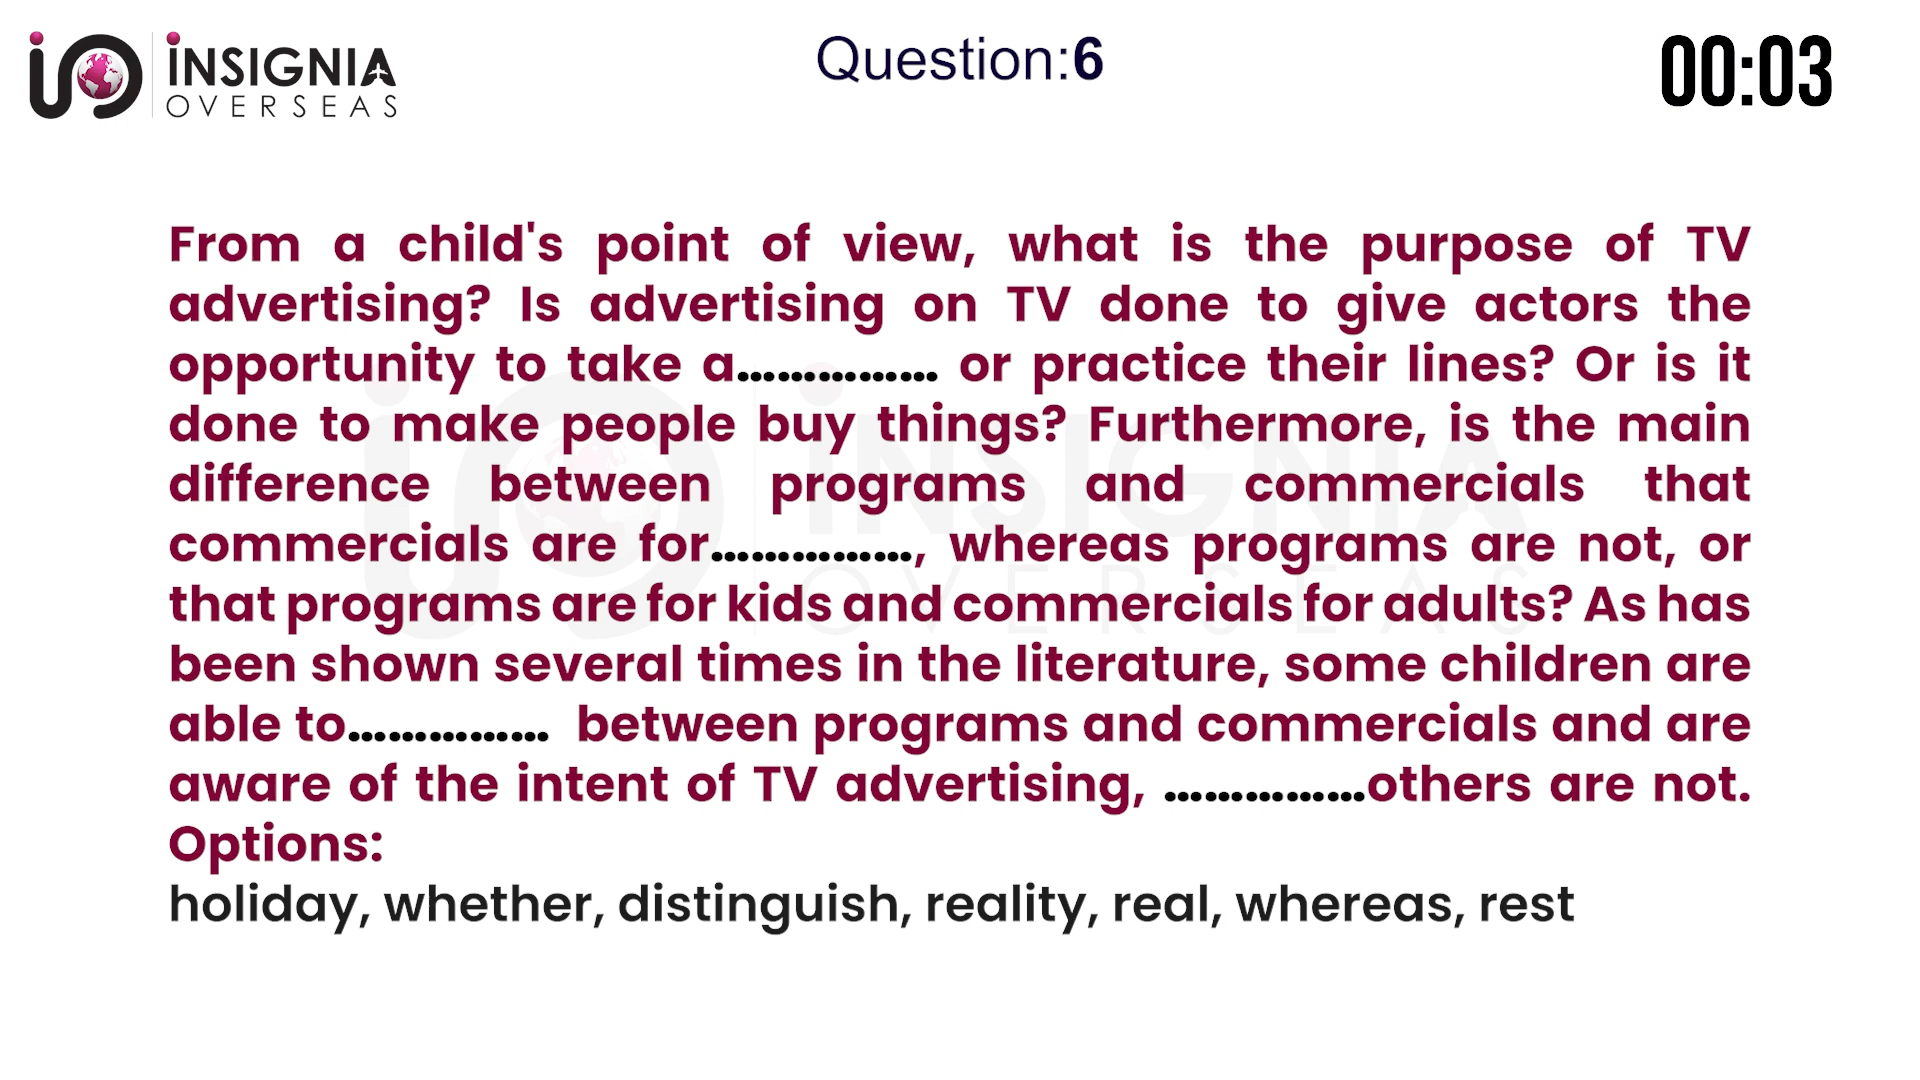 INSIGNIA
OVERSEAS
Question:6
00:03
From a child's point of view, what is the purpose of TV
advertising? Is advertising on TV done to give actors the
opportunity to take a............... or practice their lines? Or is it
done to make people buy things? Furthermore, is the main
difference between programs and commercials that
commercials are for..............., whereas programs are not, or
that programs are for kids and commercials for adults? As has
been shown several times in the literature, some children are
able to............... between programs and commercials and are
aware of the intent of TV advertising, ...............others are not.
Options:
holiday, whether, distinguish, reality, real, whereas, rest
INSIGNIA
OVERSEAS